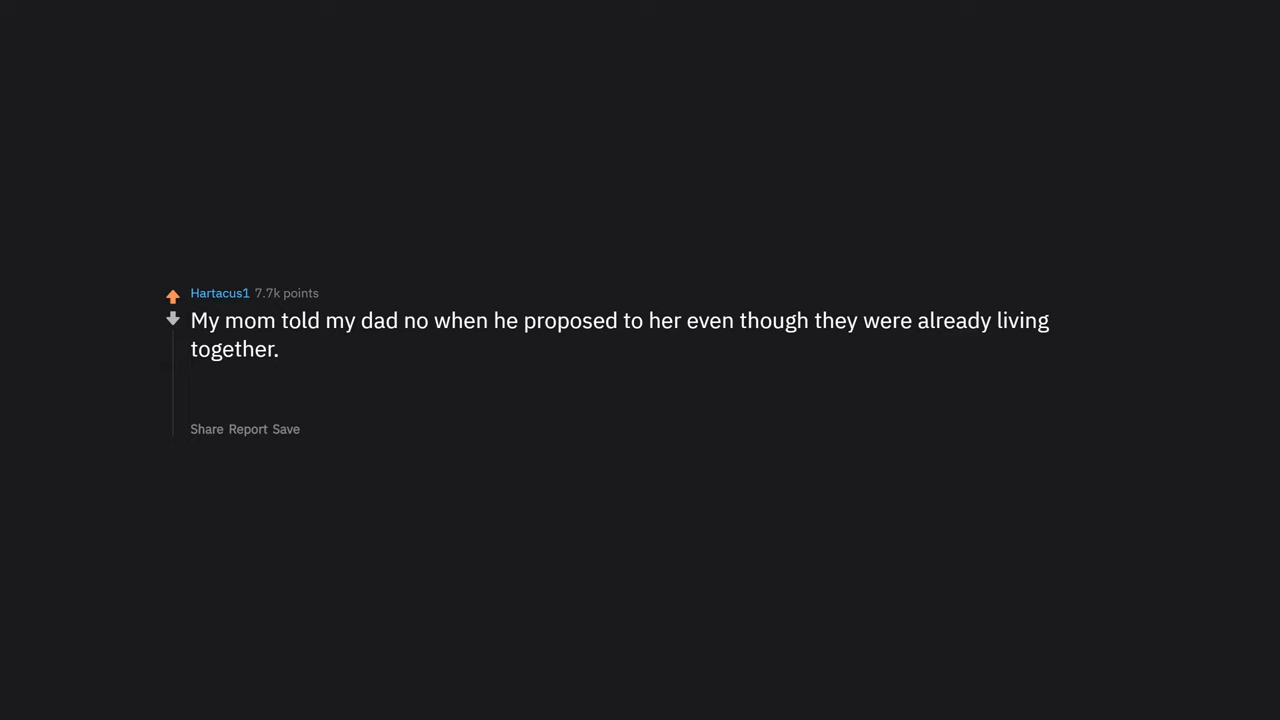 Hartacus1 7.7k points
My mom told my dad no when he proposed to her even though they were already living
together.
Share Report Save